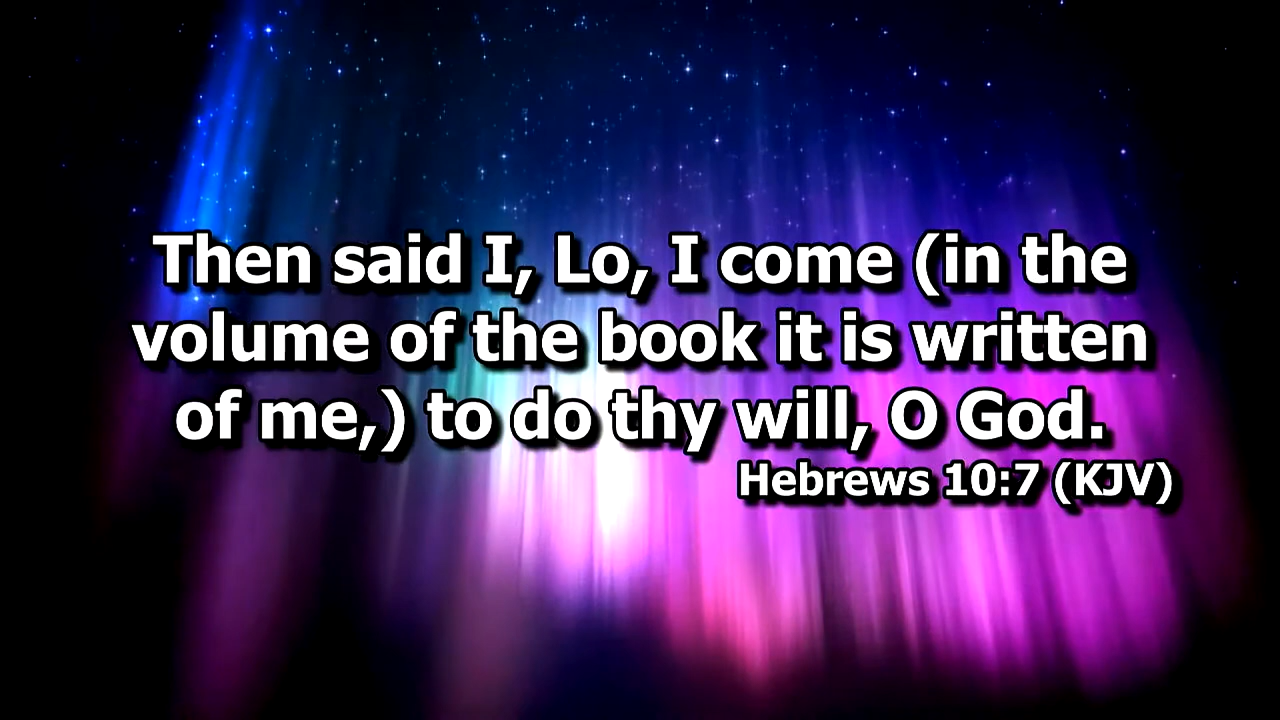 Then said I, Lo, I come (in the
volume of the book it is written
of me,) to do thy will, O God.
Hebrews 10:7 (KJV)